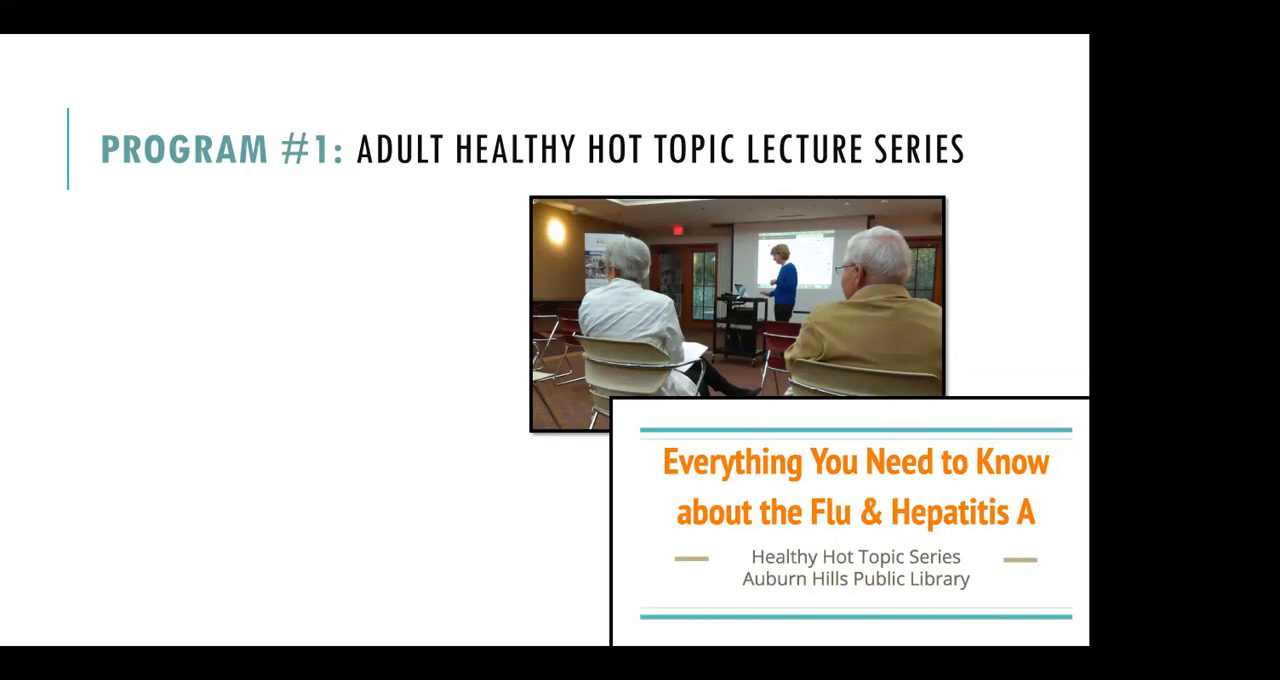 PROGRAM #1: ADULT HEALTHY HOT TOPIC LECTURE SERIES
Everything You Need to Know
about the Flu & Hepatitis A
Healthy Hot Topic Series
Auburn Hills Public Library